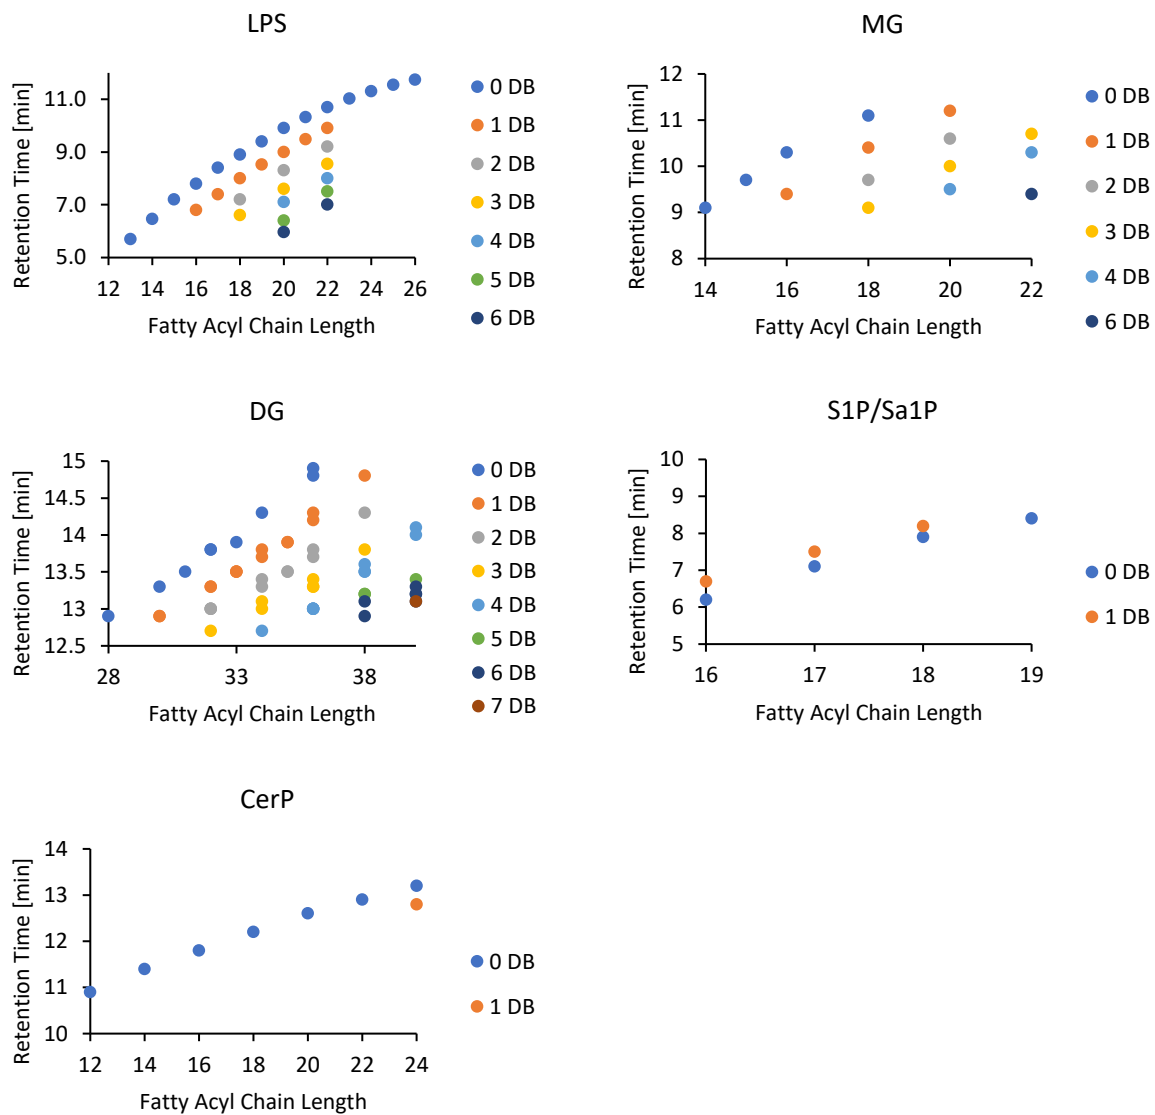 LPS
Retention Time [min]
11.0
9.0
7.0
5.0
12 14 16 18 20 22 24 26
Fatty Acyl Chain Length
0 DB
1 DB
2 DB
3 DB
4 DB
5 DB
6 DB
MG
Retention Time [min]
12
11
10
9
8
14 16 18 20 22
Fatty Acyl Chain Length
0 DB
1 DB
2 DB
3 DB
4 DB
6 DB
DG
Retention Time [min]
15
14.5
14
13.5
13
12.5
28 33 38
Fatty Acyl Chain Length
0 DB
1 DB
2 DB
3 DB
4 DB
5 DB
6 DB
7 DB
S1P/Sa1P
Retention Time [min]
10
9
8
7
6
5
16 17 18 19
Fatty Acyl Chain Length
0 DB
1 DB
CerP
Retention Time [min]
14
13
12
11
10
12 14 16 18 20 22 24
Fatty Acyl Chain Length
0 DB
1 DB